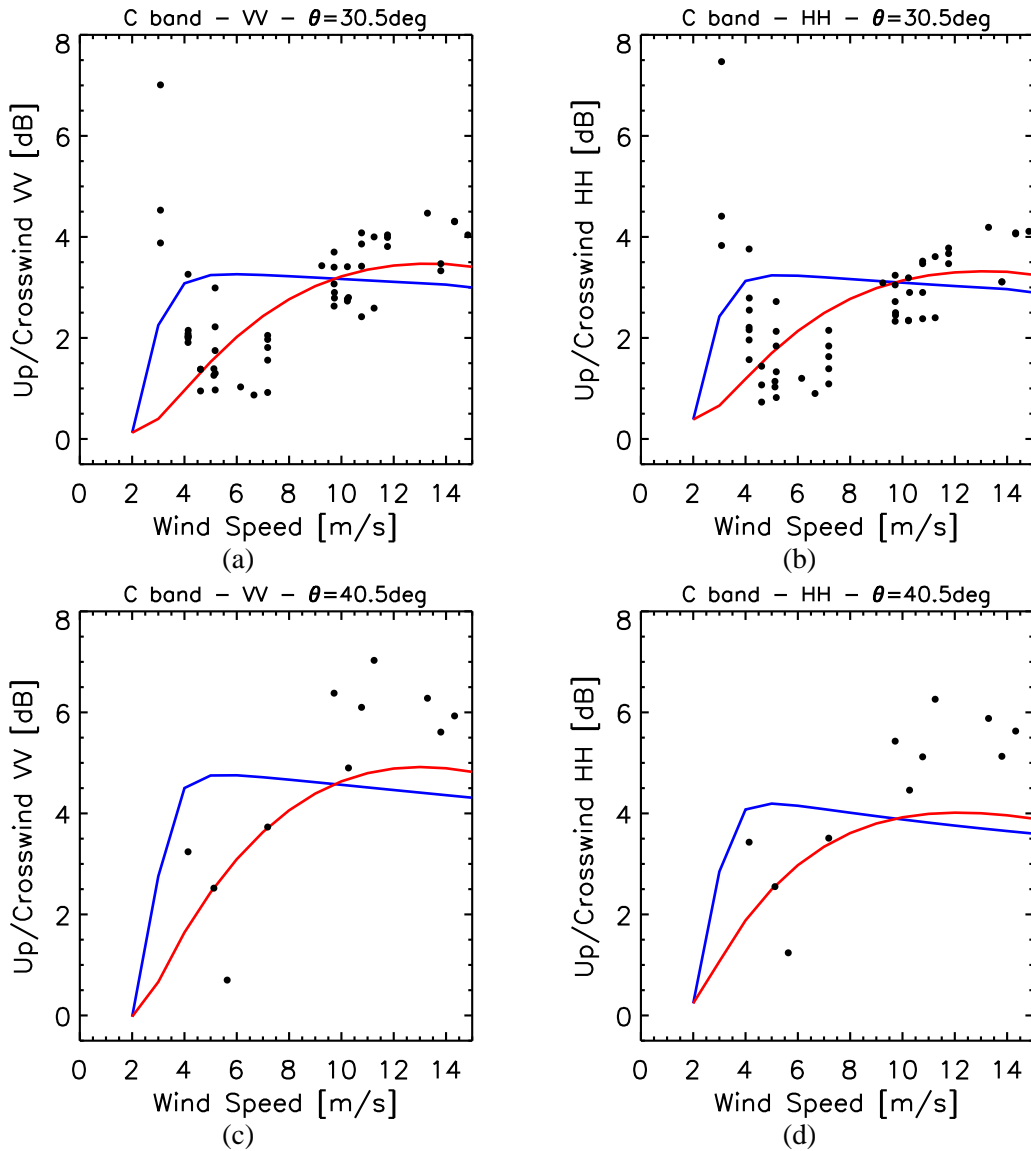 C band - VV - θ=30.5deg
Up/Crosswind VV [dB]
8
6
4
2
0
0 2 4 6 8 10 12 14
Wind Speed [m/s]
(a)
C band - HH - θ=30.5deg
Up/Crosswind HH [dB]
8
6
4
2
0
0 2 4 6 8 10 12 14
Wind Speed [m/s]
(b)
C band - VV - θ=40.5deg
Up/Crosswind VV [dB]
8
6
4
2
0
0 2 4 6 8 10 12 14
Wind Speed [m/s]
(c)
C band - HH - θ=40.5deg
Up/Crosswind HH [dB]
8
6
4
2
0
0 2 4 6 8 10 12 14
Wind Speed [m/s]
(d)